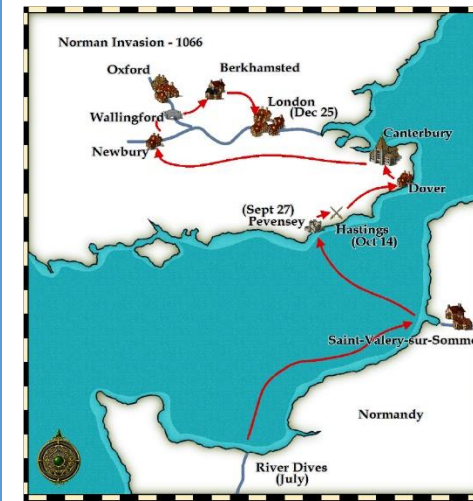 Norman Invasion - 1066
Oxford
Berkhamsted
Wallingford
London
(Dec 25)
Newbury
Canterbury
Dover
(Sept 27)
Pevensey
Hastings
(Oct 14)
Saint-Valery-sur-Somme
Normandy
River Dives
(July)